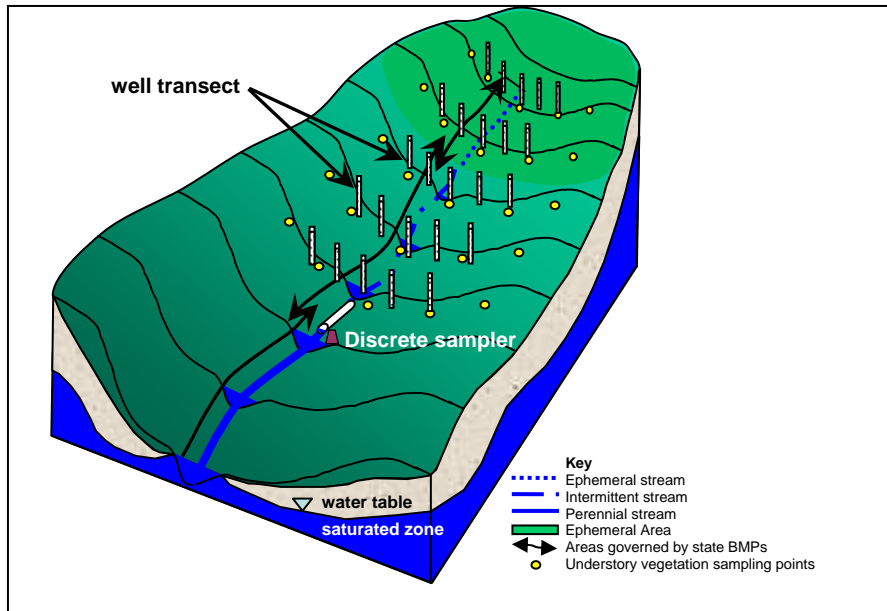 well transect
Discrete sampler
water table
saturated zone
Key
Ephemeral stream
Intermittent stream
Perennial stream
Ephemeral Area
Areas governed by state BMPs
Understory vegetation sampling points